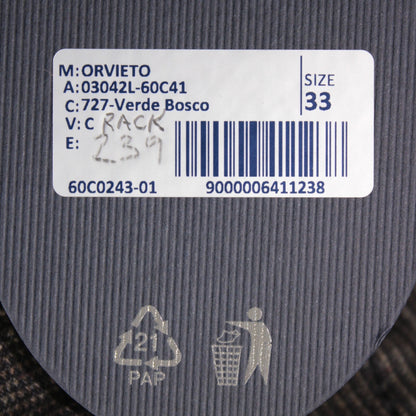 M: ORVIETO
A: 03042L-60C41
C: 727-Verde Bosco
V: C RACK
E: 239
SIZE
33
60C0243-01
9000006411238
21
PAP